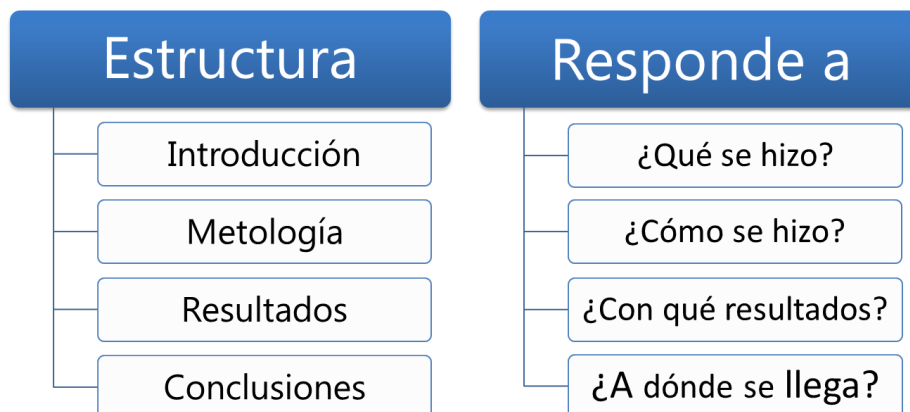 Estructura
Introducción
Metología
Resultados
Conclusiones
Responde a
¿Qué se hizo?
¿Cómo se hizo?
¿Con qué resultados?
¿A dónde se llega?